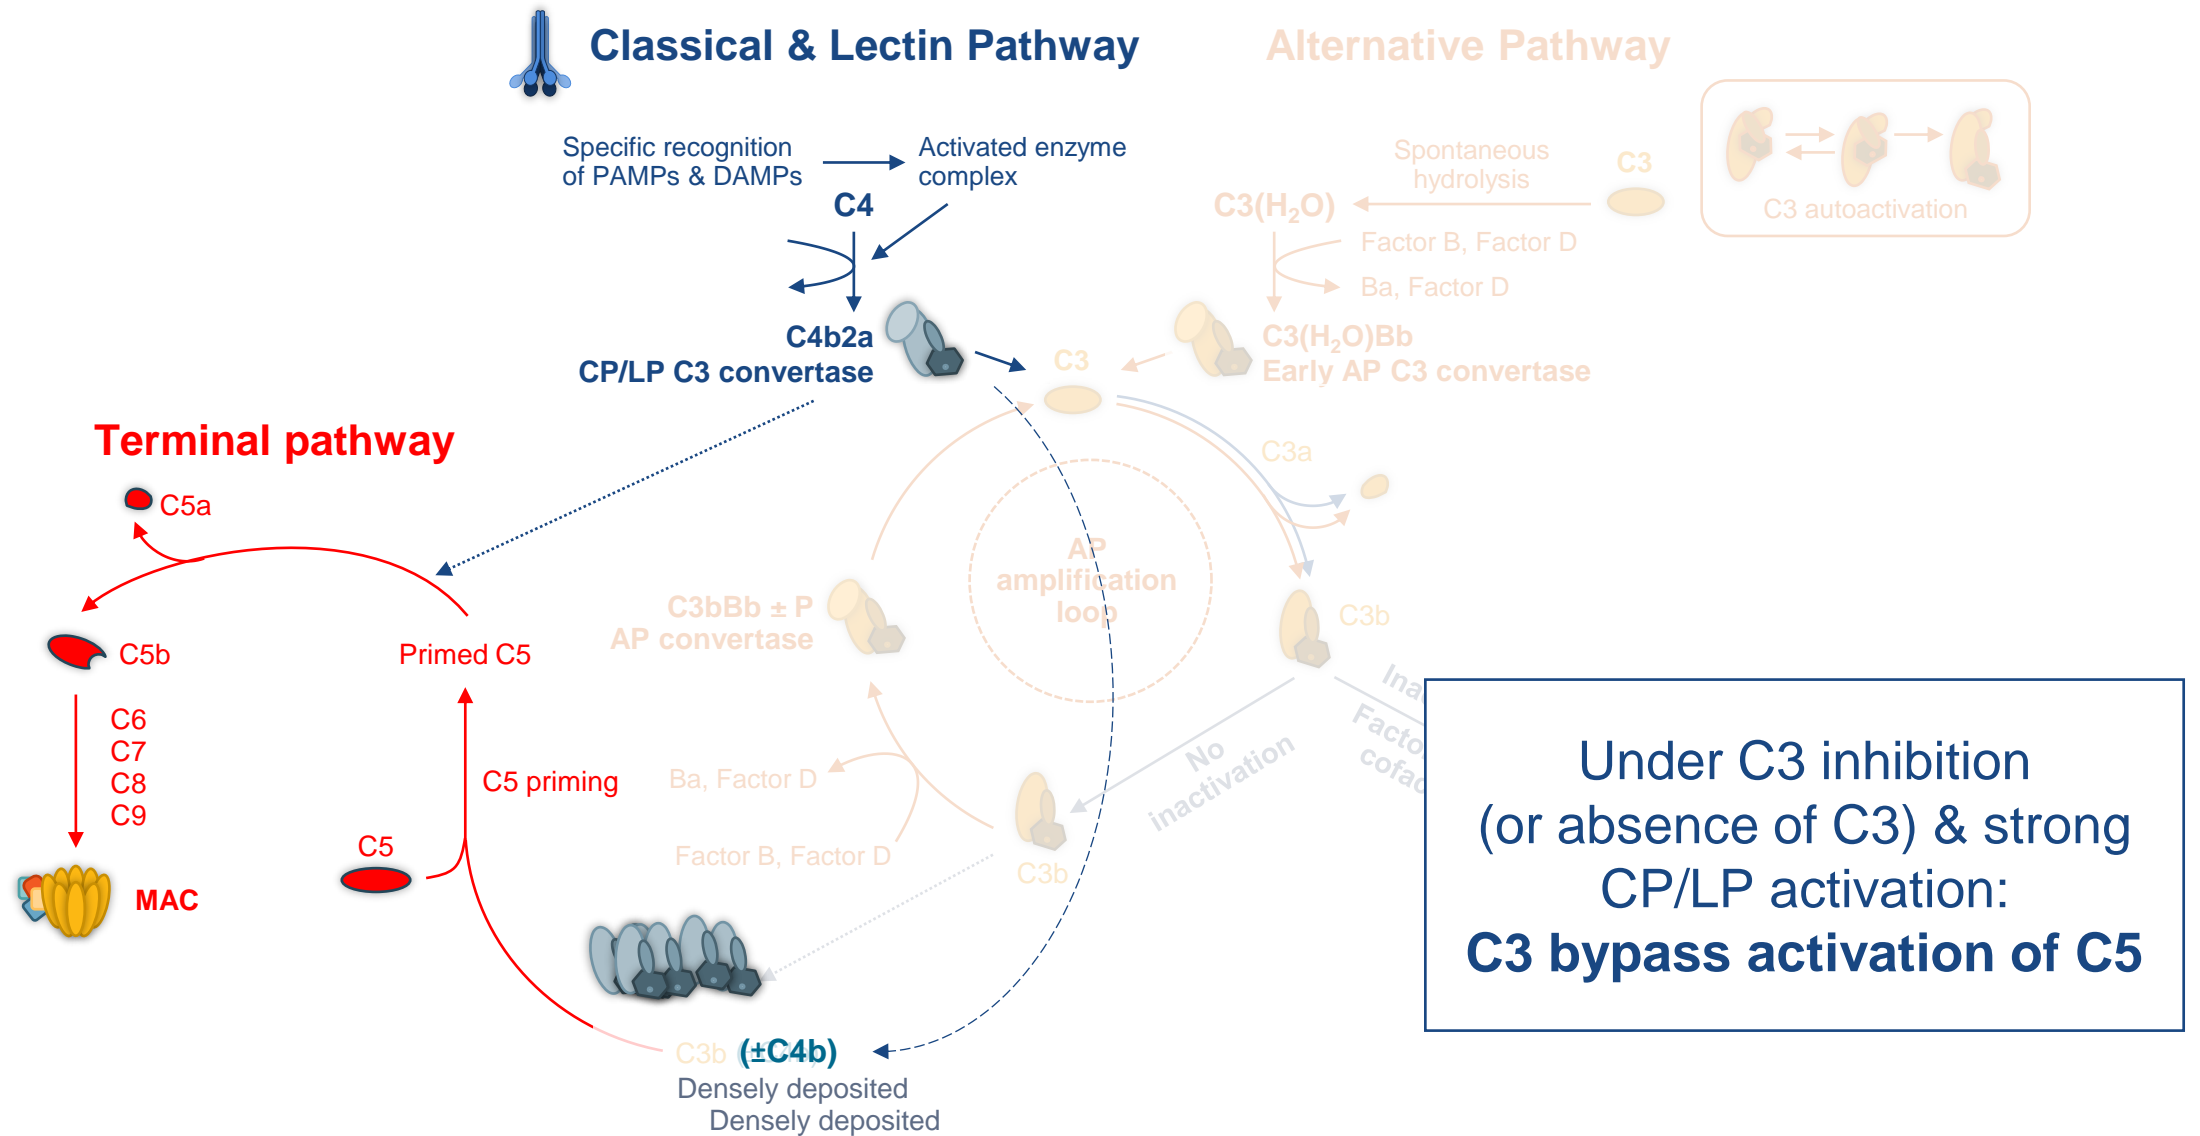 Classical & Lectin Pathway
Alternative Pathway
Specific recognition
of PAMPs & DAMPs
Activated enzyme
complex
C4
C4b2a
CP/LP C3 convertase
Spontaneous
hydrolysis
C3
C3(H₂O)
C3 autoactivation
Factor B, Factor D
Ba, Factor D
C3(H₂O)Bb
Early AP C3 convertase
C3
C3a
Terminal pathway
C5a
C5b
Primed C5
C6
C7
C8
C9
C5 priming
C5
MAC
AP
amplification
loop
C3bBb ± P
AP convertase
C3b
Ba, Factor D
Factor B, Factor D
No
inactivation
C3b
C3b (±C4b)
Densely deposited
Densely deposited
Under C3 inhibition
(or absence of C3) & strong
CP/LP activation:
C3 bypass activation of C5